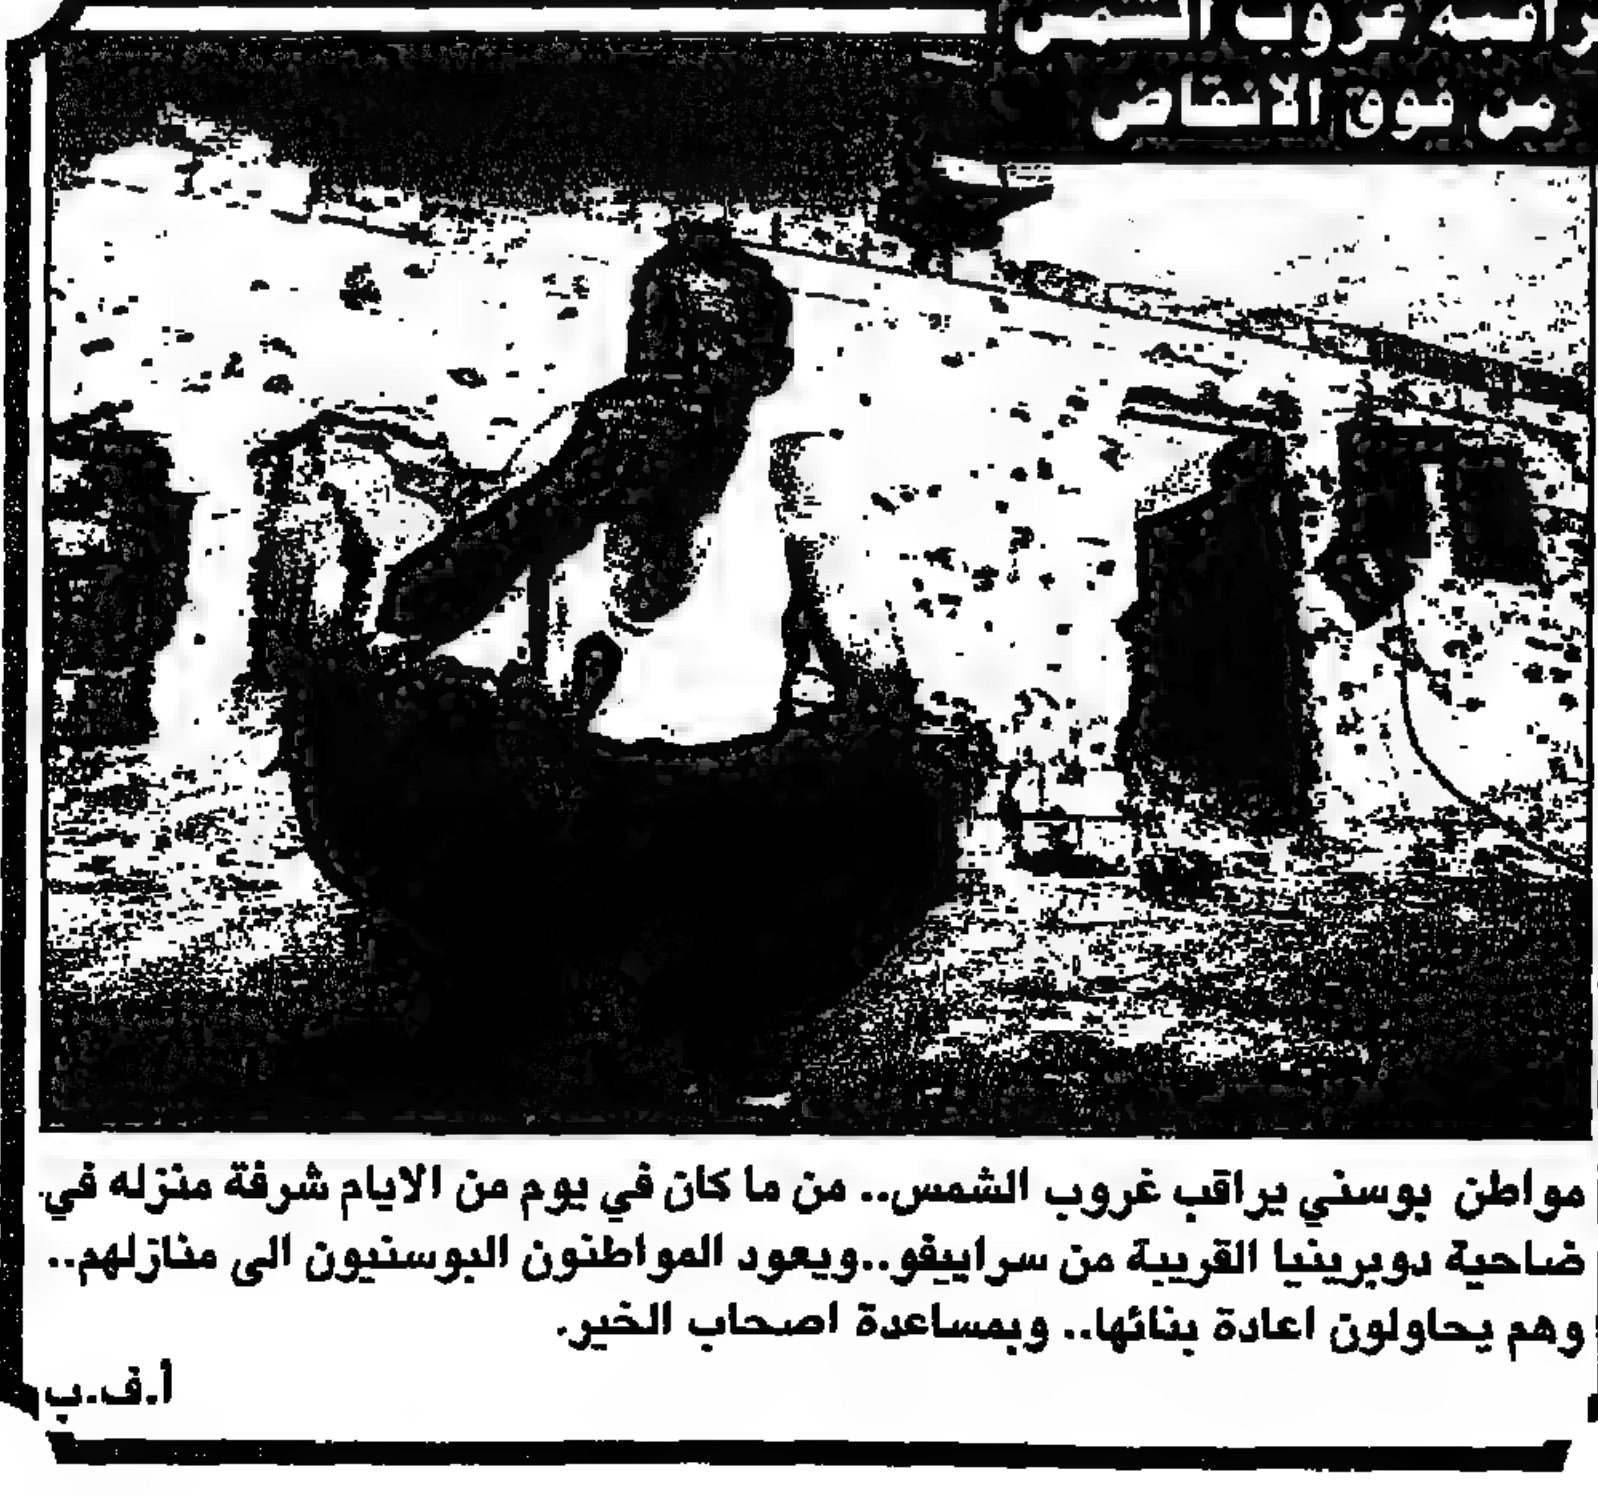 غروب الشمس
من فوق الانقاض
مواطن بوسني يراقب غروب الشمس.. من ما كان في يوم من الايام شرفة منزله في
ضاحية دوبرينيا القريبة من سراييفو..ويعود المواطنون البوسنيون الى منازلهم..
وهم يحاولون اعادة بنائها.. وبمساعدة اصحاب الخير.
أ.ف.ب